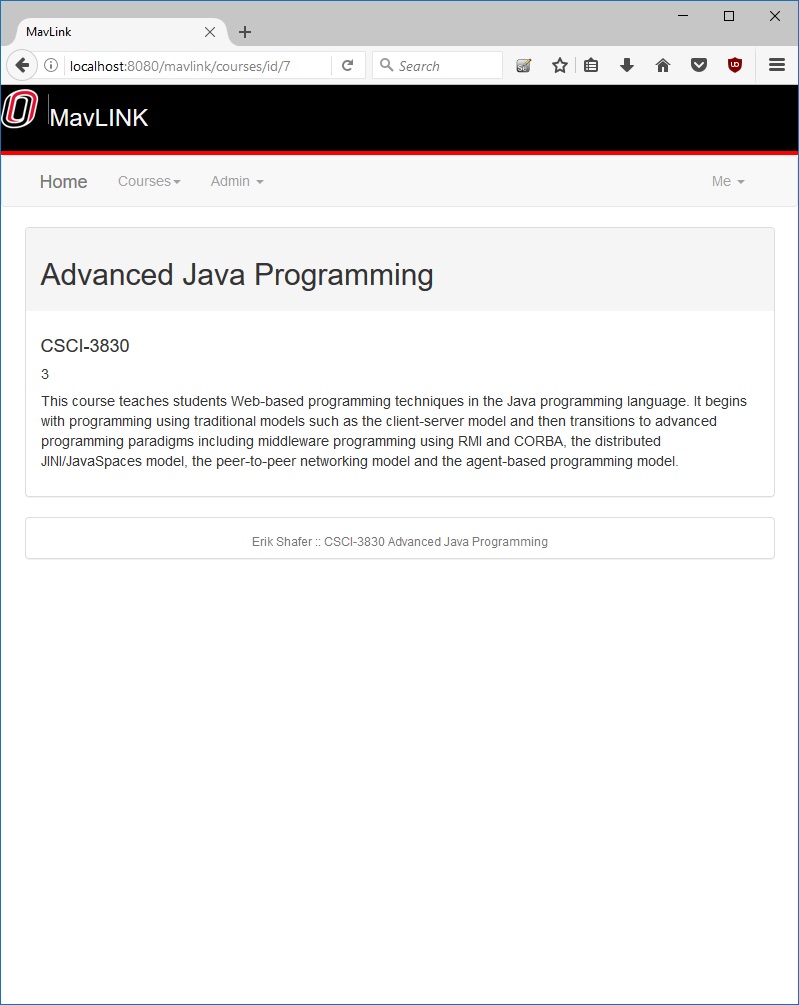 MavLink
localhost:8080/mavlink/courses/id/7
Search
MavLINK
Home Courses Admin Me
Advanced Java Programming
CSCI-3830
3
This course teaches students Web-based programming techniques in the Java programming language. It begins
with programming using traditional models such as the client-server model and then transitions to advanced
programming paradigms including middleware programming using RMI and CORBA, the distributed
JINI/JavaSpaces model, the peer-to-peer networking model and the agent-based programming model.
Erik Shafer :: CSCI-3830 Advanced Java Programming